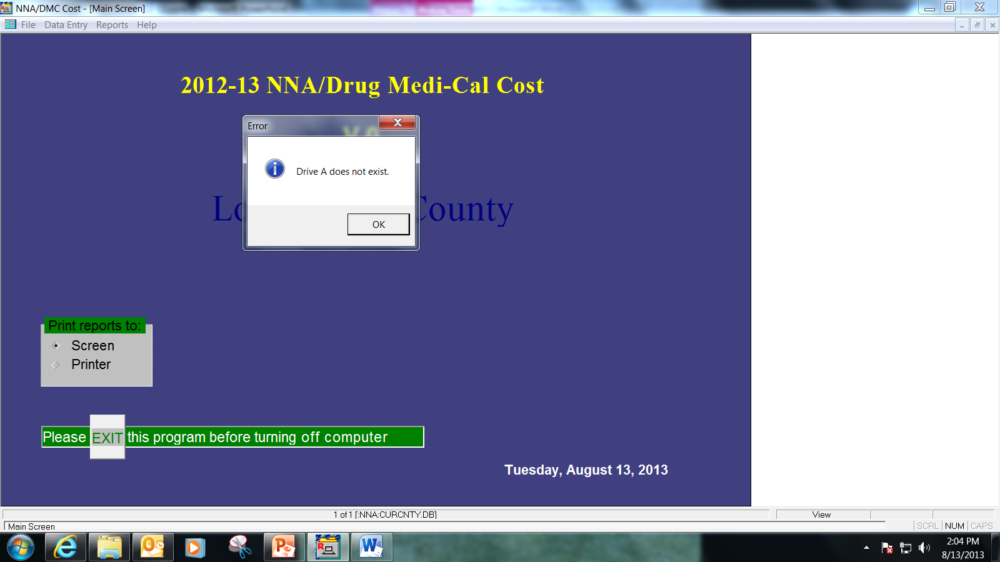 NNA/DMC Cost - [Main Screen]
File Data Entry Reports Help
2012-13 NNA/Drug Medi-Cal Cost
Error
Drive A does not exist.
County
OK
Print reports to:
Screen
Printer
Please EXIT this program before turning off computer
Tuesday, August 13, 2013
1 of 1 [:NNA:CURCNTY.DB]
View
Main Screen
SCRL NUM CAPS
2:04 PM
8/13/2013